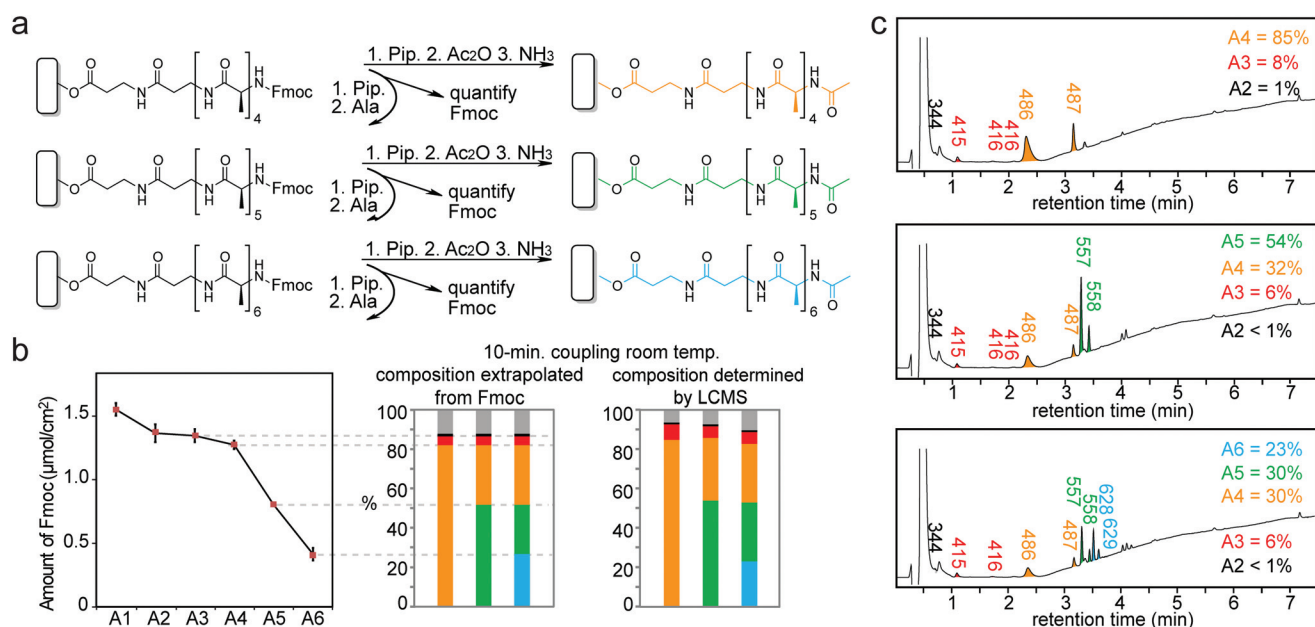 a
1. Pip. 2. Ac₂O 3. NH₃
1. Pip.
2. Ala
quantify
Fmoc
O
O
O
N
H
N
H
O
H
N
Fmoc
4
O
O
O
N
H
N
H
O
H
N
O
4
1. Pip. 2. Ac₂O 3. NH₃
1. Pip.
2. Ala
quantify
Fmoc
O
O
O
N
H
N
H
O
H
N
Fmoc
5
O
O
O
N
H
N
H
O
H
N
O
5
1. Pip. 2. Ac₂O 3. NH₃
1. Pip.
2. Ala
quantify
Fmoc
O
O
O
N
H
N
H
O
H
N
Fmoc
6
O
O
O
N
H
N
H
O
H
N
O
6
b
10-min. coupling room temp.
composition extrapolated
from Fmoc
composition determined
by LCMS
Amount of Fmoc (μmol/cm²)
1.5
1.0
0.5
0
A1 A2 A3 A4 A5 A6
%
100
80
60
40
20
0
100
80
60
40
20
0
c
A4 = 85%
A3 = 8%
A2 = 1%
344
415
416
416
486
487
1 2 3 4 5 6 7
retention time (min)
A5 = 54%
A4 = 32%
A3 = 6%
A2 < 1%
344
415
416
416
486
487
557
558
1 2 3 4 5 6 7
retention time (min)
A6 = 23%
A5 = 30%
A4 = 30%
A3 = 6%
A2 < 1%
344
415
416
486
487
557
558
628
629
1 2 3 4 5 6 7
retention time (min)